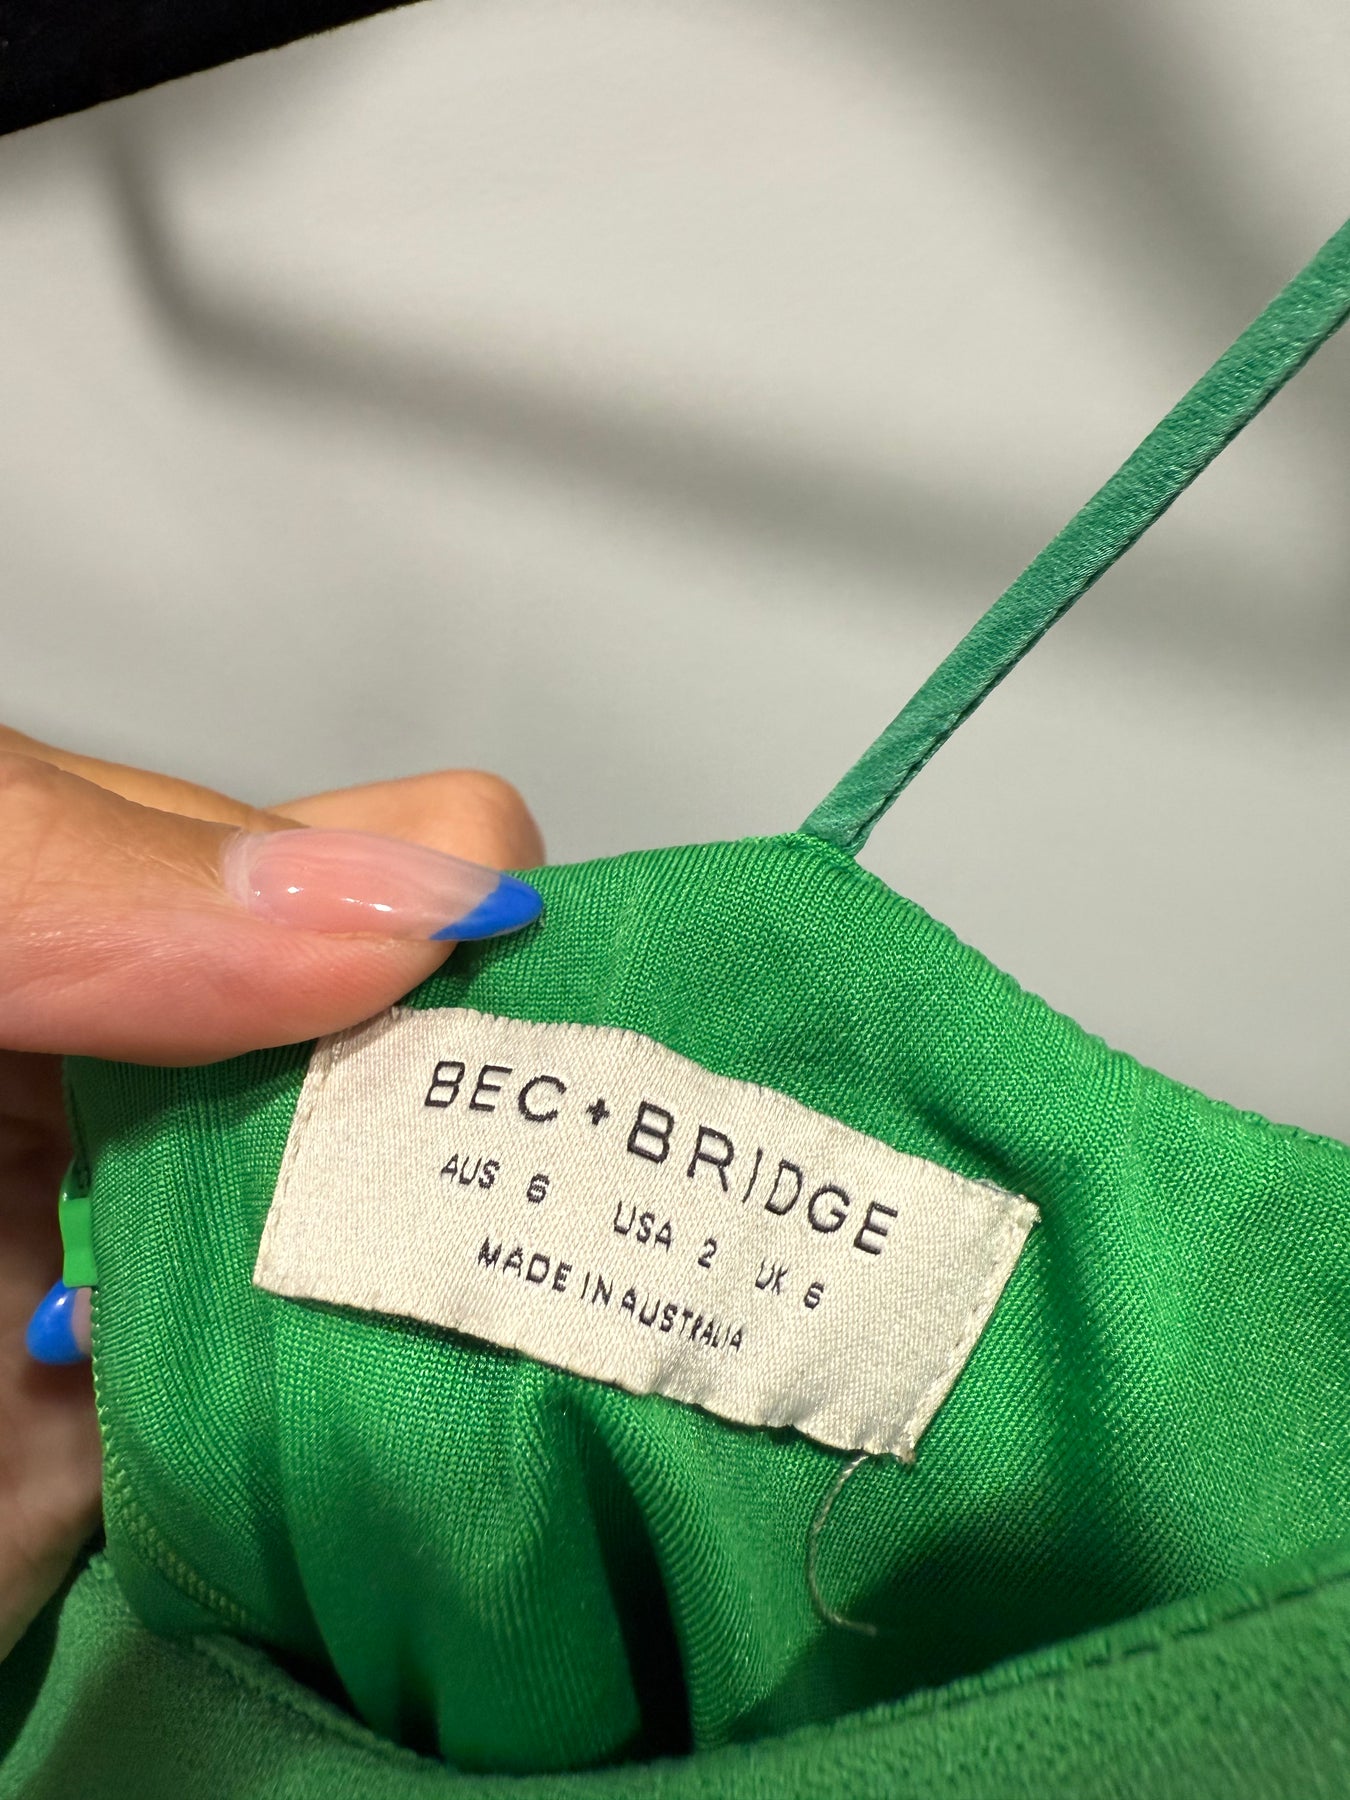 BEC+BRIDGE
AUS 6 USA 2 UK 6
MADE IN AUSTRALIA